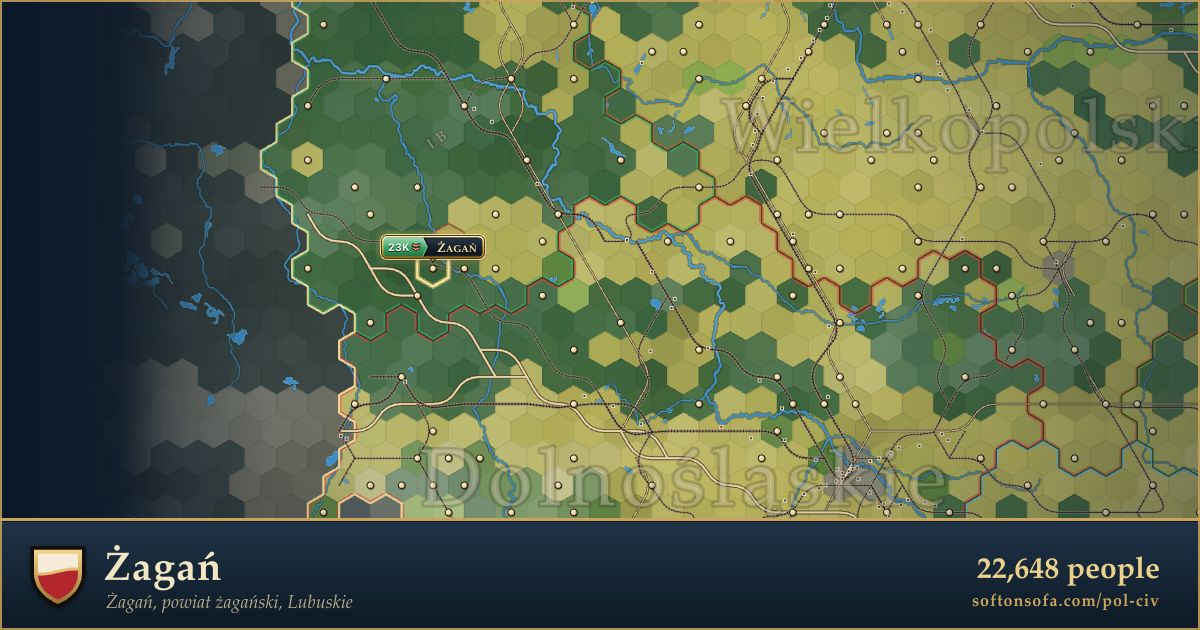 Wielkopolsk
LB
23K ŻAGAŃ
Dolnośląskie
Żagań
Żagań, powiat żagański, Lubuskie
22,648 people
softonsofa.com/pol-civ